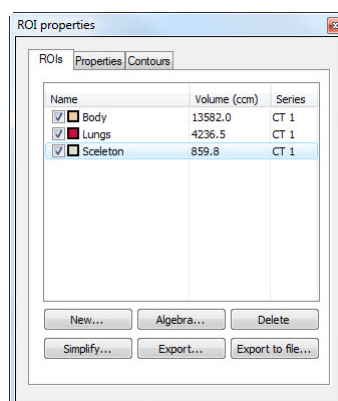 ROI properties
ROIs Properties Contours
Name Volume (ccm) Series
Body 13582.0 CT 1
Lungs 4236.5 CT 1
Sceleton 859.8 CT 1
New... Algebra... Delete
Simplify... Export... Export to file...